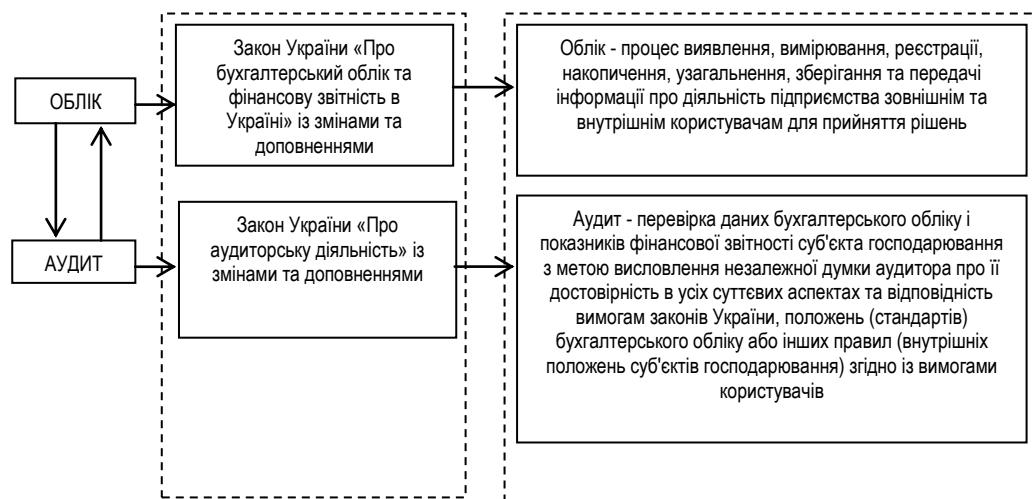 ОБЛІК
Закон України «Про
бухгалтерський облік та
фінансову звітність в
Україні» із змінами та
доповненнями
Облік - процес виявлення, вимірювання, реєстрації,
накопичення, узагальнення, зберігання та передачі
інформації про діяльність підприємства зовнішнім та
внутрішнім користувачам для прийняття рішень
АУДИТ
Закон України «Про
аудиторську діяльність» із
змінами та доповненнями
Аудит - перевірка даних бухгалтерського обліку і
показників фінансової звітності суб'єкта господарювання
з метою висловлення незалежної думки аудитора про її
достовірність в усіх суттєвих аспектах та відповідність
вимогам законів України, положень (стандартів)
бухгалтерського обліку або інших правил (внутрішніх
положень суб'єктів господарювання) згідно із вимогами
користувачів